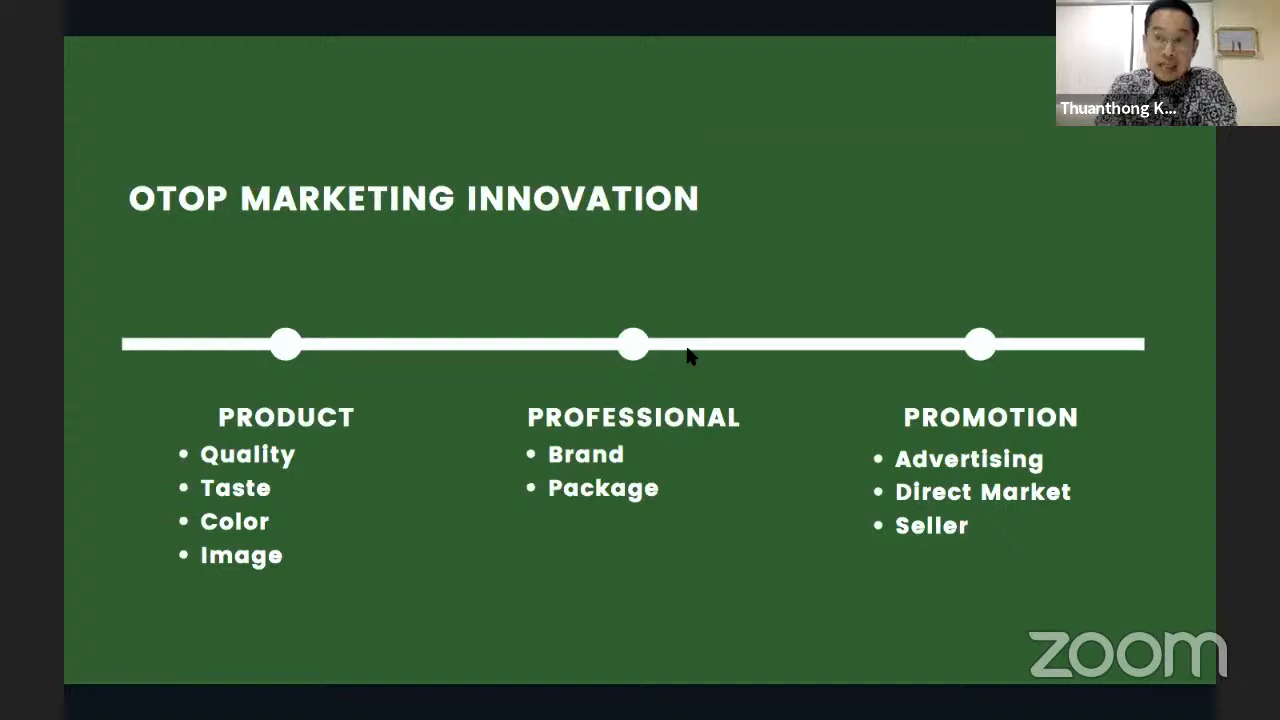 Thuanthong K...
OTOP MARKETING INNOVATION
PRODUCT
• Quality
• Taste
• Color
• Image
PROFESSIONAL
• Brand
• Package
PROMOTION
• Advertising
• Direct Market
• Seller
zoom